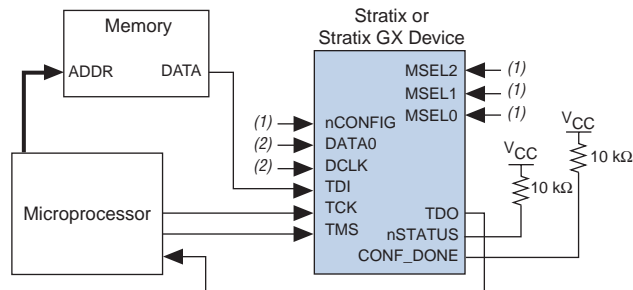 Stratix or
Stratix GX Device
Memory
ADDR
DATA
MSEL2
(1)
MSEL1
(1)
MSEL0
(1)
(1)
nCONFIG
(2)
DATA0
(2)
DCLK
TDI
TCK
TMS
Microprocessor
TDO
nSTATUS
CONF_DONE
VCC
10 kΩ
VCC
10 kΩ